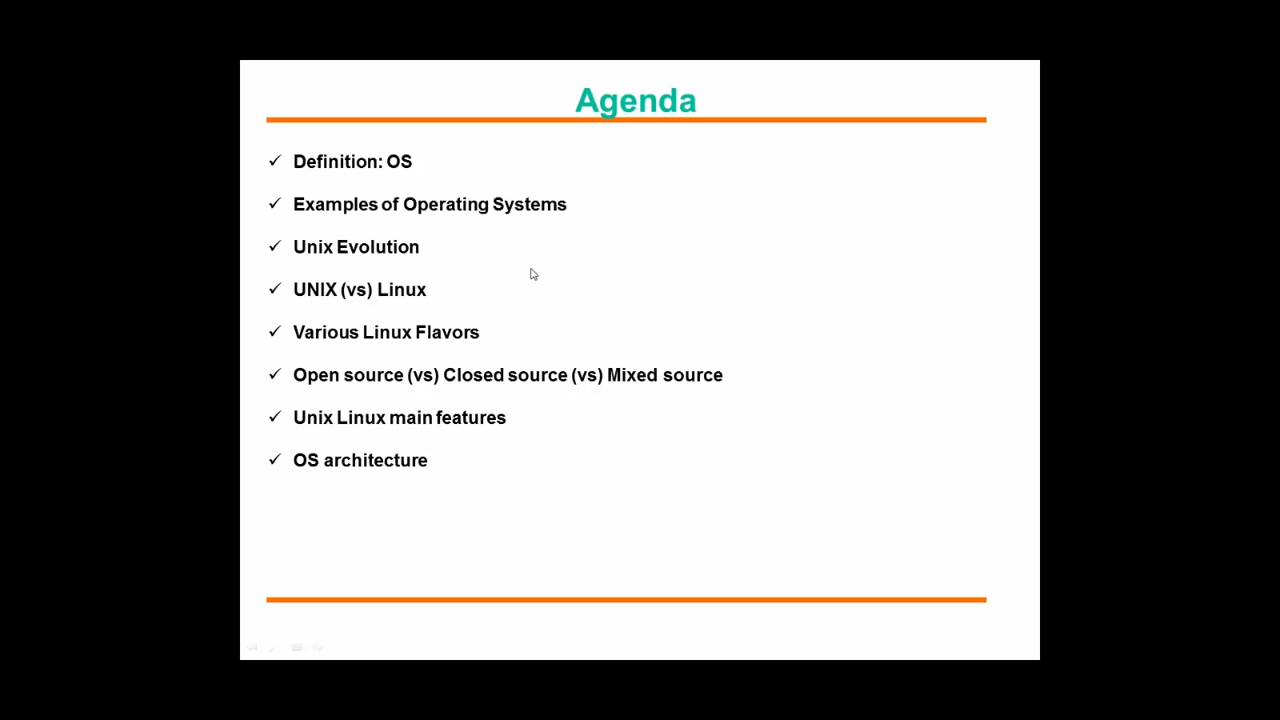 Agenda
Definition: OS
Examples of Operating Systems
Unix Evolution
UNIX (vs) Linux
Various Linux Flavors
Open source (vs) Closed source (vs) Mixed source
Unix Linux main features
OS architecture